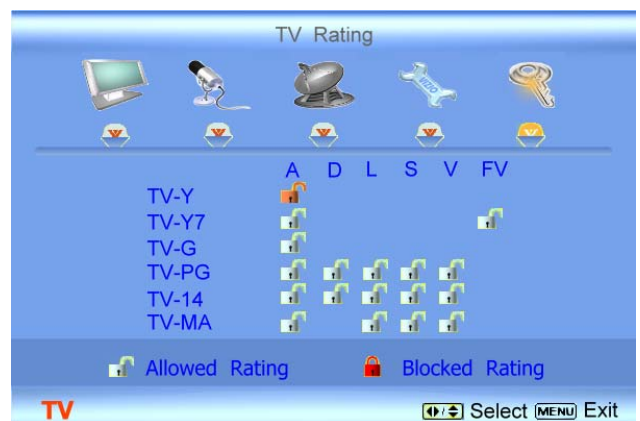 TV Rating
VIZIO
A D L S V FV
TV-Y
TV-Y7
TV-G
TV-PG
TV-14
TV-MA
Allowed Rating Blocked Rating
TV Select MENU Exit